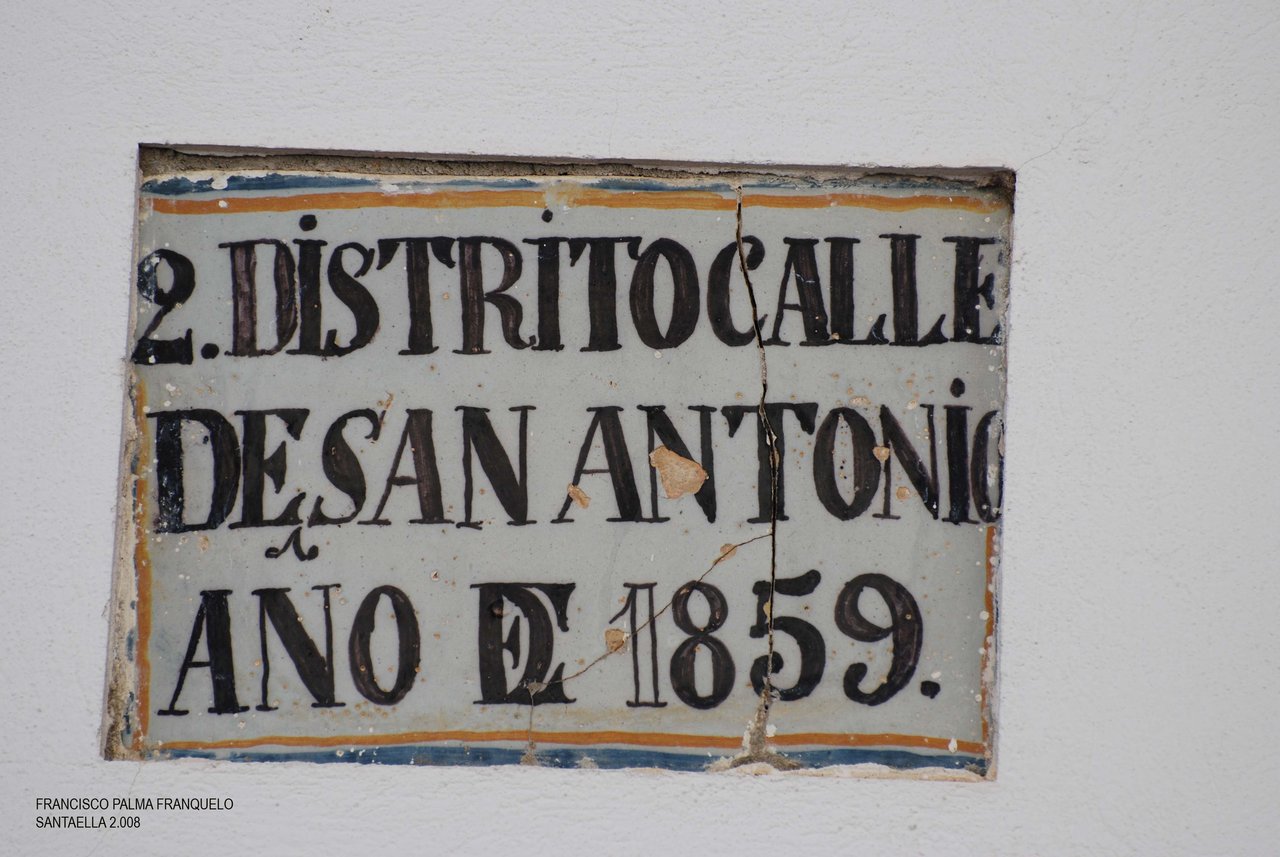 2. DISTRITO CALLE
DE SAN ANTONIO
AÑO DE 1859.
FRANCISCO PALMA FRANQUELO
SANTAELLA 2.008